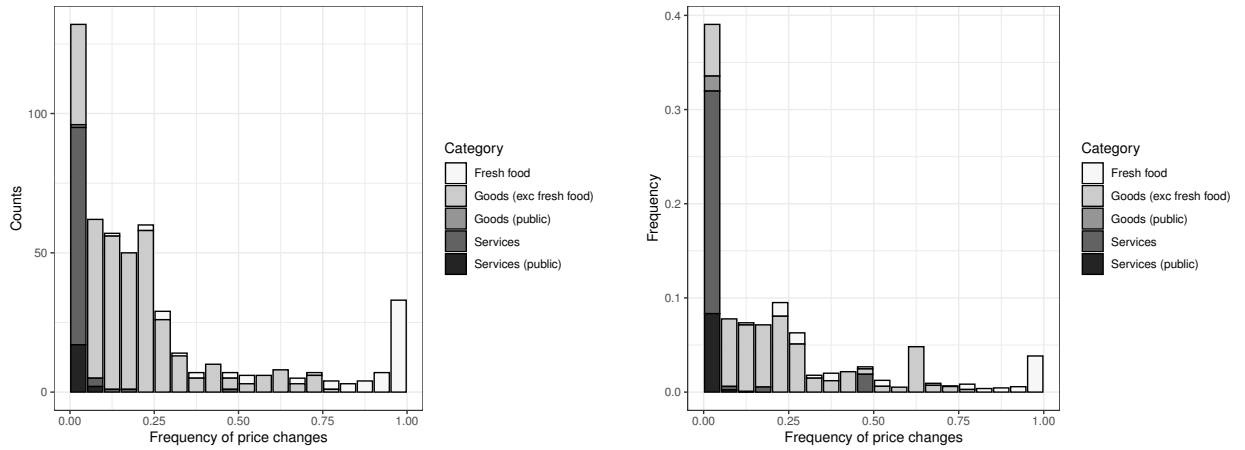 Counts
100
50
0
0.00 0.25 0.50 0.75 1.00
Frequency of price changes
Category
Fresh food
Goods (exc fresh food)
Goods (public)
Services
Services (public)
Frequency
0.4
0.3
0.2
0.1
0.0
0.00 0.25 0.50 0.75 1.00
Frequency of price changes
Category
Fresh food
Goods (exc fresh food)
Goods (public)
Services
Services (public)